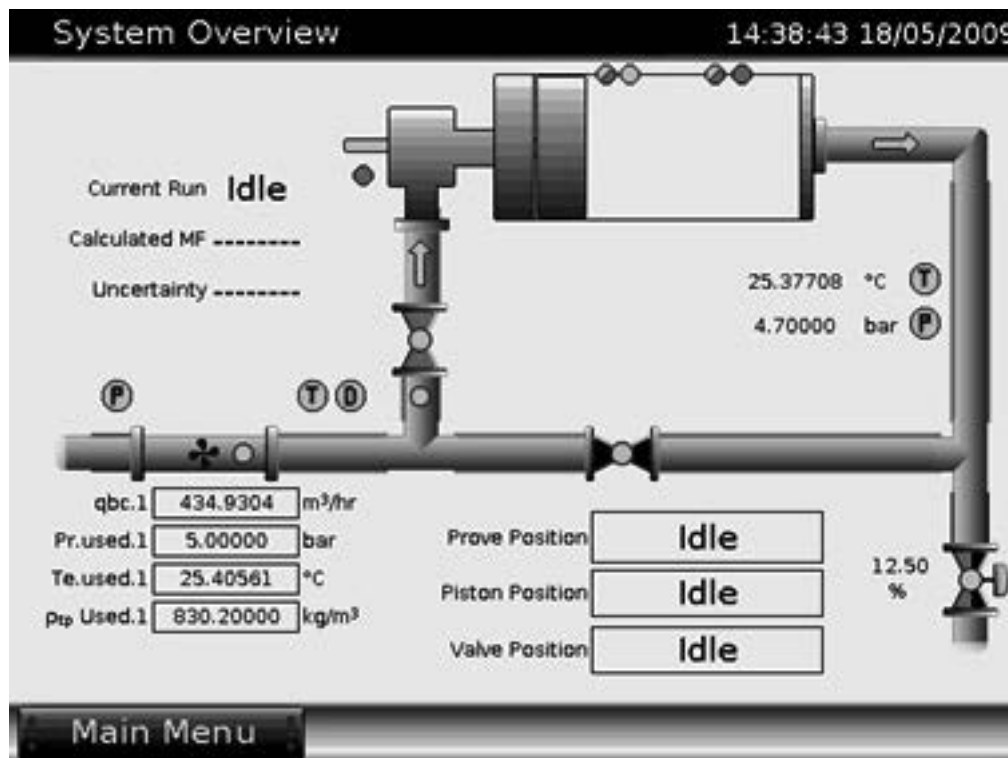 System Overview 14:38:43 18/05/2009
Current Run Idle
Calculated MF --------
Uncertainty --------
25.37708 °C T
4.70000 bar P
P T D
qbc.1 434.9304 m³/hr
Pr.used.1 5.00000 bar
Te.used.1 25.40561 °C
ρtp Used.1 830.20000 kg/m³
Prove Position Idle
Piston Position Idle
Valve Position Idle
12.50
%
Main Menu